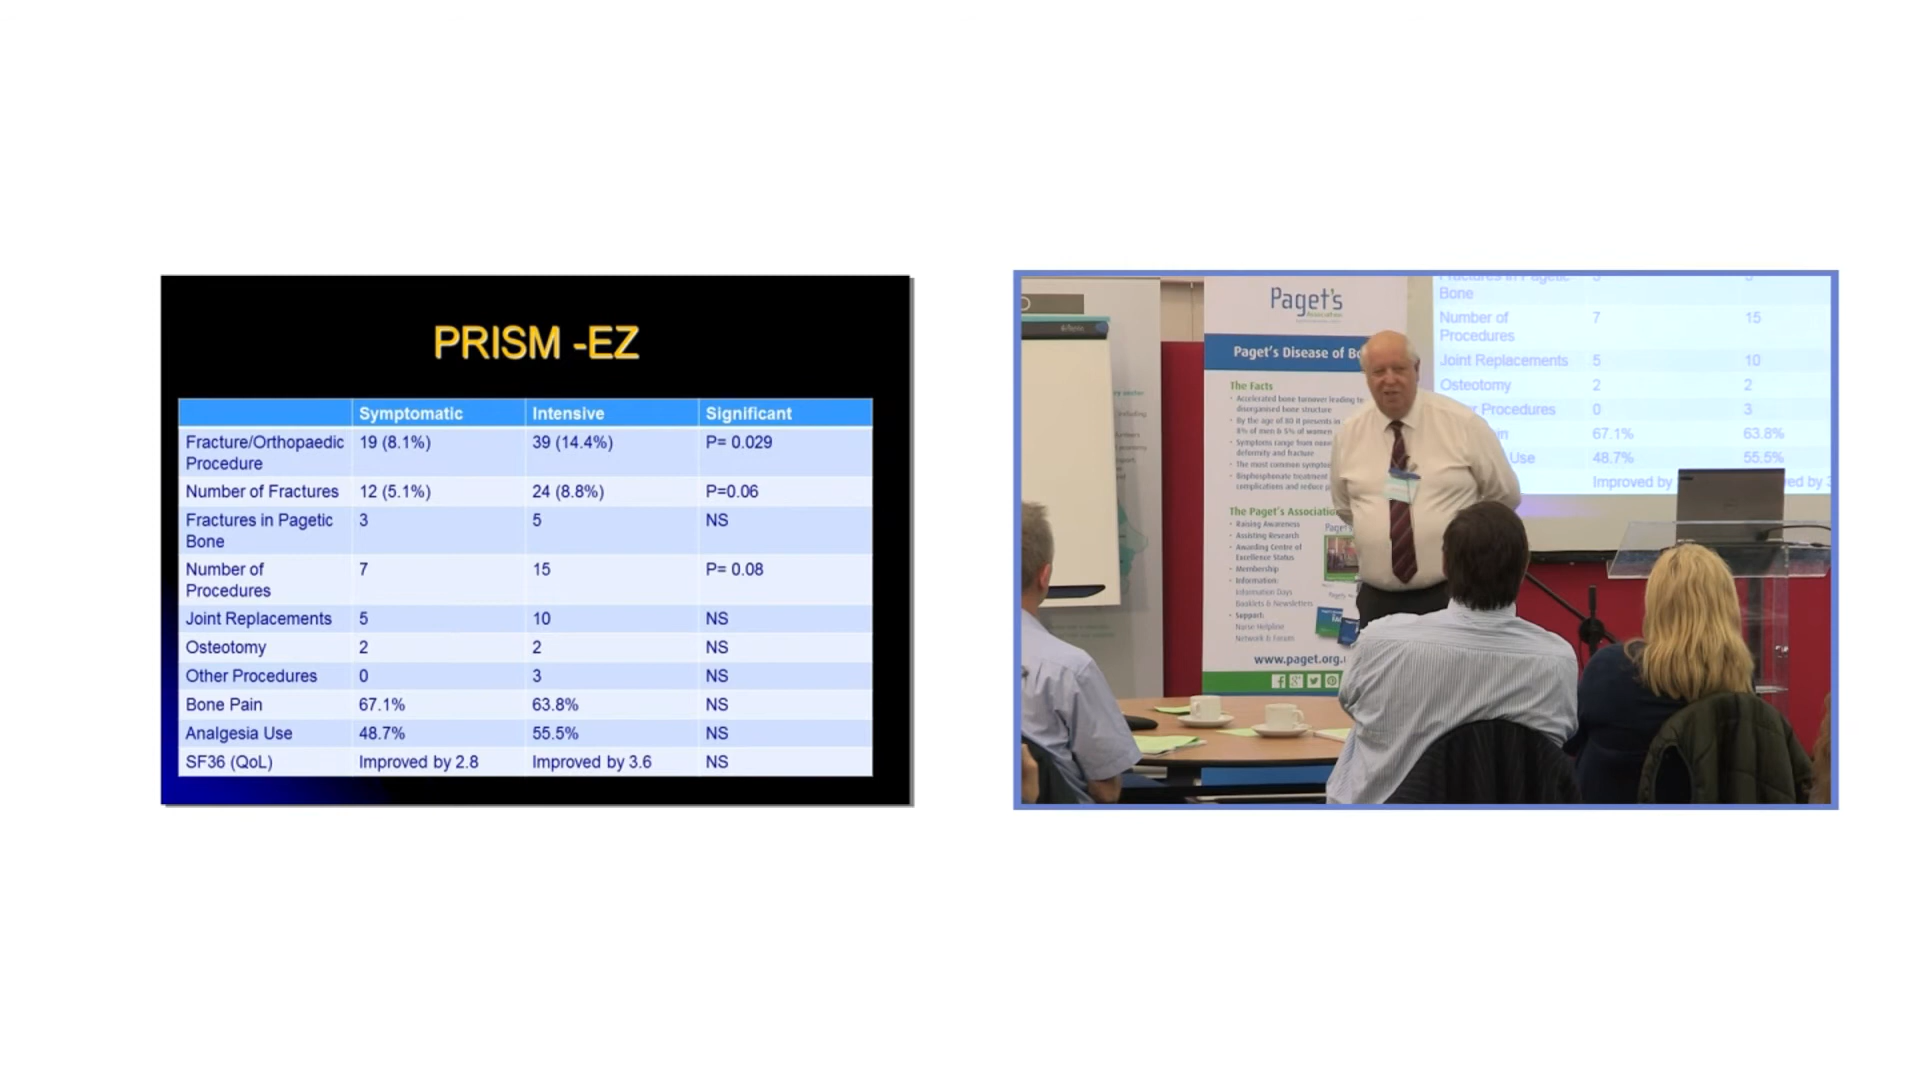 PRISM -EZ
Symptomatic Intensive Significant
Fracture/Orthopaedic 19 (8.1%) 39 (14.4%) P= 0.029
Procedure
Number of Fractures 12 (5.1%) 24 (8.8%) P=0.06
Fractures in Pagetic 3 5 NS
Bone
Number of 7 15 P= 0.08
Procedures
Joint Replacements 5 10 NS
Osteotomy 2 2 NS
Other Procedures 0 3 NS
Bone Pain 67.1% 63.8% NS
Analgesia Use 48.7% 55.5% NS
SF36 (QoL) Improved by 2.8 Improved by 3.6 NS
Paget's
Association
Paget's Disease of
The Facts
• Accelerated bone turnover leading to
disorganised bone structure
• By the age of 80 it presents in
8% of men & 5% of women
• Symptoms range from
deformity and fracture
• The most common
• Bisphosphonate treatment
complications and reduce
The Paget's
• Raising Awareness
• Assisting Research
• Awarding Centre of
Excellence Status
• Membership
• Information:
Information Days
Booklets & Newsletters
• Support:
Nurse Helpline
Network & Forum
www.paget.org.
Fractures in Pagetic
Bone
Number of 7 15
Procedures
Joint Replacements 5 10
Osteotomy 2 2
Procedures 0 3
67.1% 63.8%
Use 48.7% 55.5%
Improved by